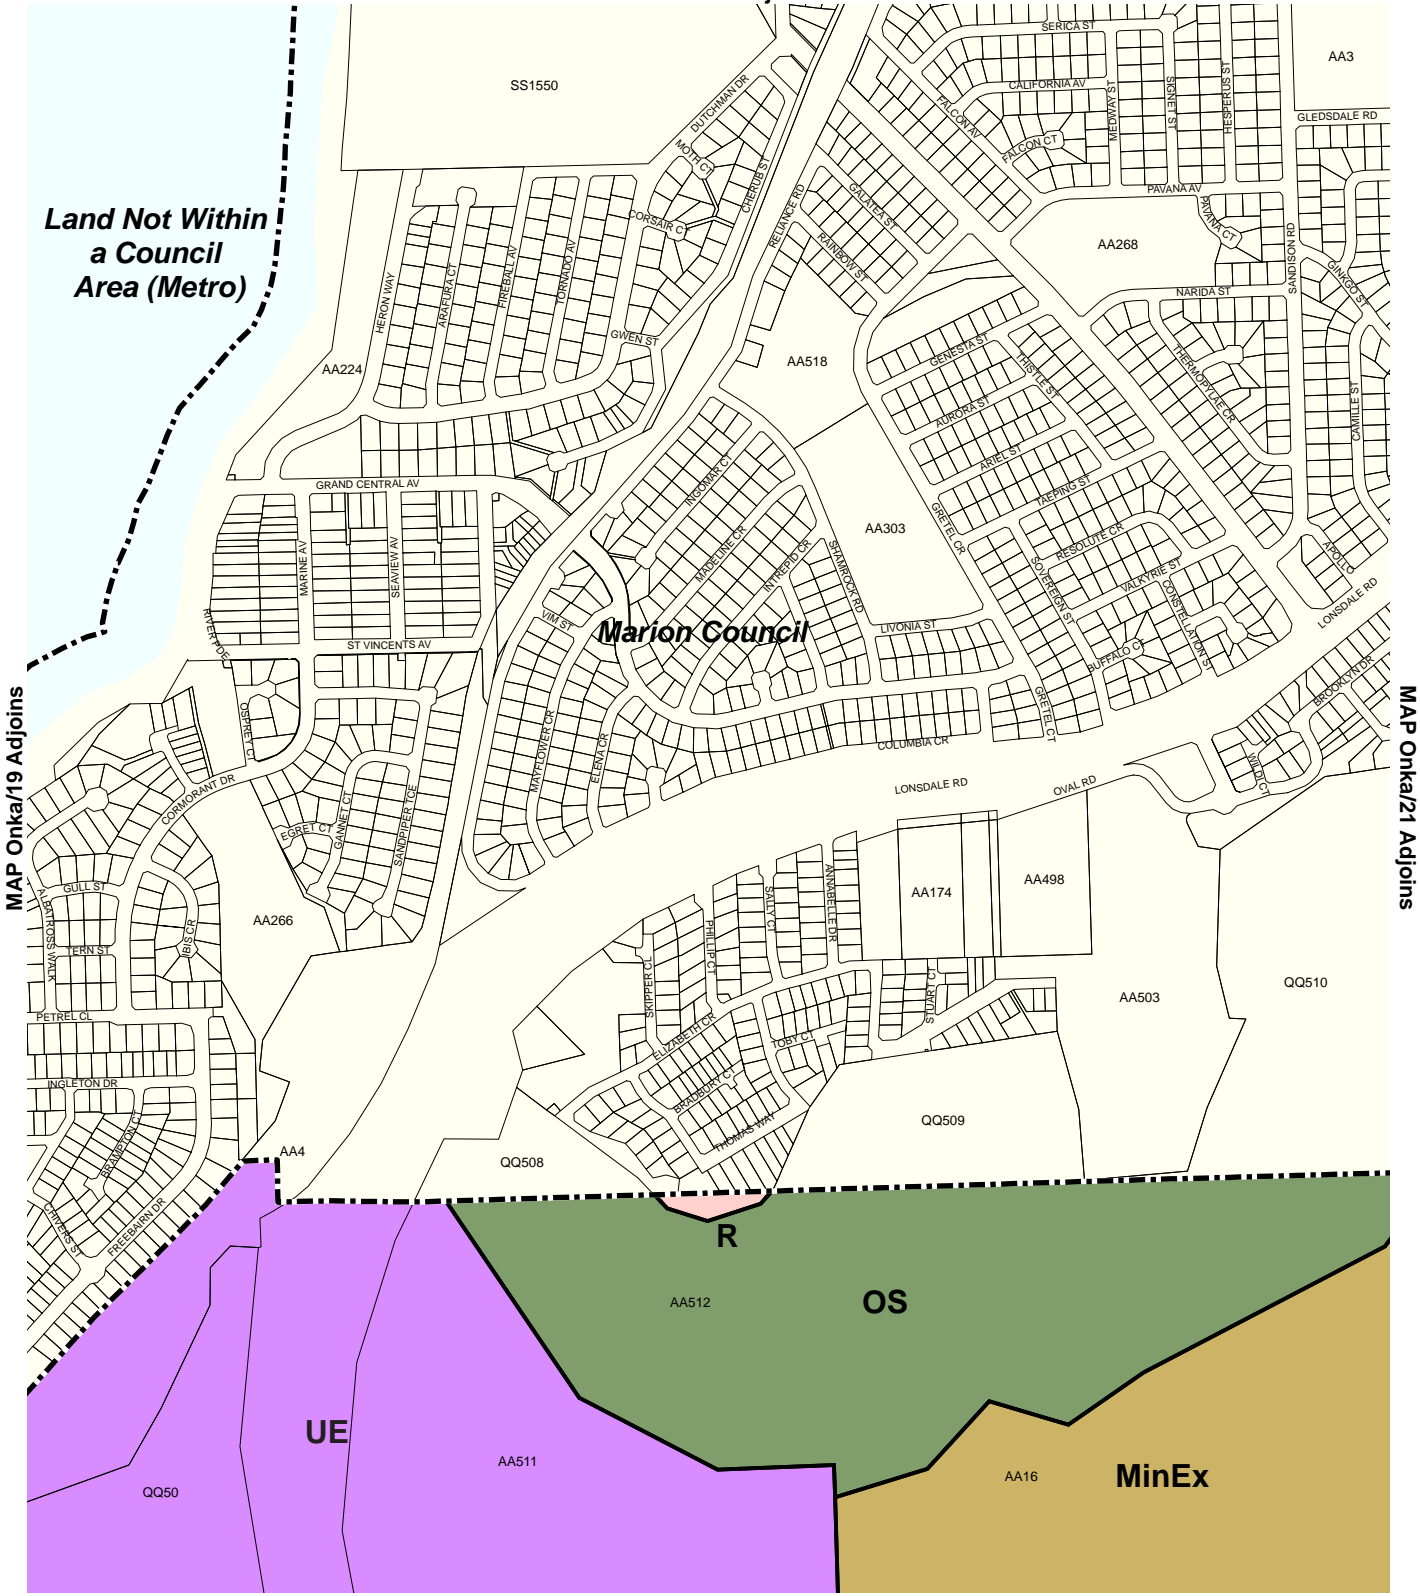 SERICA ST
AA3
SS1550
CALIFORNIA AV
DUTCHMAN DR
FALCON AV
MEDWAY ST
SIGNET ST
HESPERUS ST
GLEDSDALE RD
FALCON CT
MOTH CT
CHERUB ST
PAVANA AV
Land Not Within
a Council
Area (Metro)
CORSAIR CT
RELIANCE RD
GALATEA ST
PAVANA CT
RAINBOW ST
AA268
SANDISON RD
HERON WAY
ARAFURA CT
FIREBALL AV
TORNADO AV
GINKGO ST
NARIDA ST
GWEN ST
AA224
AA518
GENESTA ST
THISTLE ST
THERMOPYLAE CR
AURORA ST
CAMILLE ST
ARIEL ST
INGOMAR CT
GRAND CENTRAL AV
TAEPING ST
AA303
GRETEL CR
MADELINE CR
INTREPID CR
SHAMROCK RD
RESOLUTE CR
APOLLO
MARINE AV
SEAVIEW AV
SOVEREIGN ST
VALKYRIE ST
CONSTELLATION ST
LONSDALE RD
RIVER PDE
VIM ST
Marion Council
LIVONIA ST
ST VINCENTS AV
BUFFALO CT
BROOKLYN DR
MAP Onka/19 Adjoins
MAP Onka/21 Adjoins
OSPREY CT
GRETEL CT
MAYFLOWER CR
ELENA CR
COLUMBIA CR
WILDI CT
CORMORANT DR
LONSDALE RD
OVAL RD
EGRET CT
GANNET CT
SANDPIPER TCE
GULL ST
ALBATROSS WALK
IBIS CR
TERN ST
AA266
SALLY CT
ANNABELLE DR
AA174
AA498
PHILLIP CT
SKIPPER CL
STUART CT
AA503
QQ510
PETREL CL
ELIZABETH CR
TOBY CT
INGLETON DR
BRADBURY CT
BRAMPTON CT
THOMAS WAY
QQ509
AA4
QQ508
CHIVERS ST
FREEBAIRN DR
R
AA512
OS
UE
AA511
AA16
MinEx
QQ50